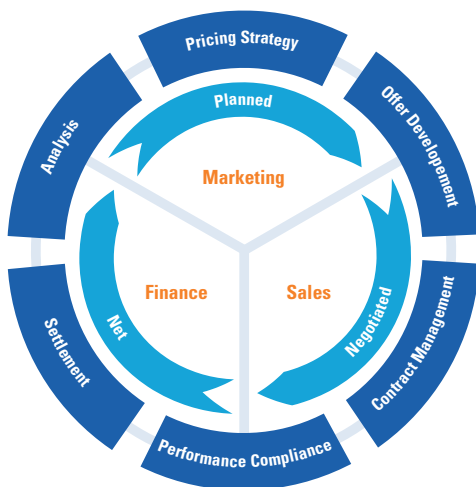 Pricing Strategy
Planned
Analysis
Offer Developement
Marketing
Finance
Sales
Net
Negotiated
Settlement
Contract Management
Performance Compliance